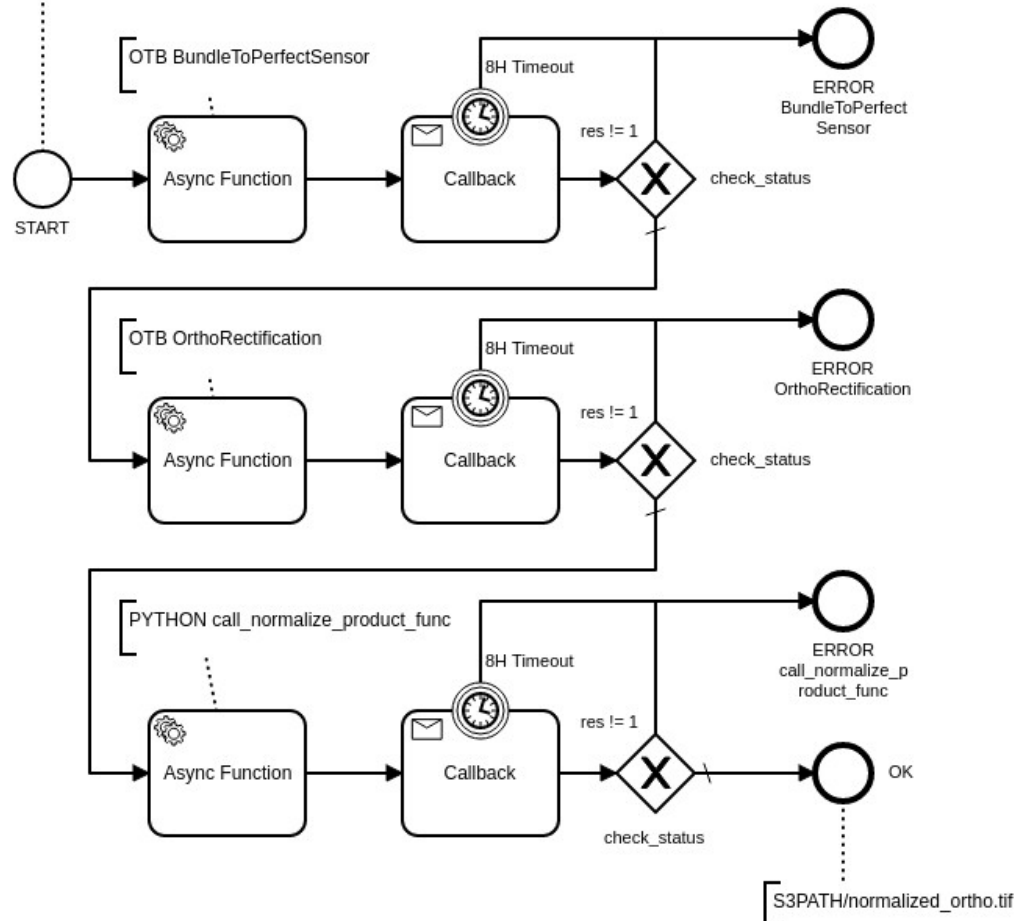 OTB BundleToPerfectSensor
8H Timeout
ERROR
BundleToPerfect
Sensor
res != 1
Async Function
Callback
X
check_status
START
OTB OrthoRectification
8H Timeout
ERROR
OrthoRectification
res != 1
Async Function
Callback
X
check_status
PYTHON call_normalize_product_func
8H Timeout
ERROR
call_normalize_p
roduct_func
res != 1
Async Function
Callback
X
OK
check_status
S3PATH/normalized_ortho.tif